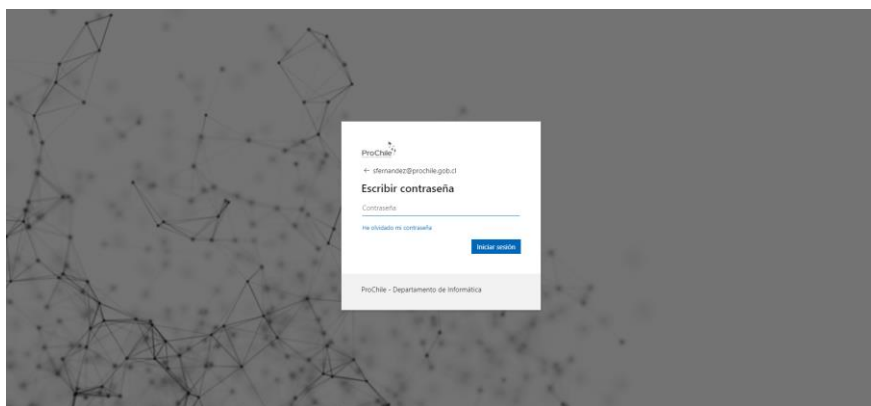 ProChile
← sfernandez@prochile.gob.cl
Escribir contraseña
Contraseña
He olvidado mi contraseña
Iniciar sesión
ProChile - Departamento de Informática